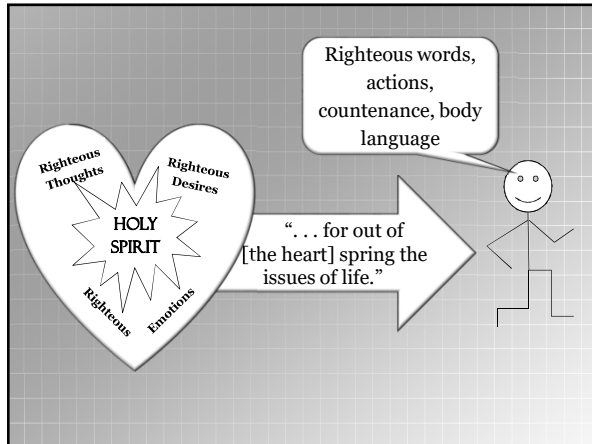 Righteous words,
actions,
countenance, body
language
Righteous
Thoughts
Righteous
Desires
HOLY
SPIRIT
Righteous
Emotions
“. . . for out of
[the heart] spring the
issues of life.”